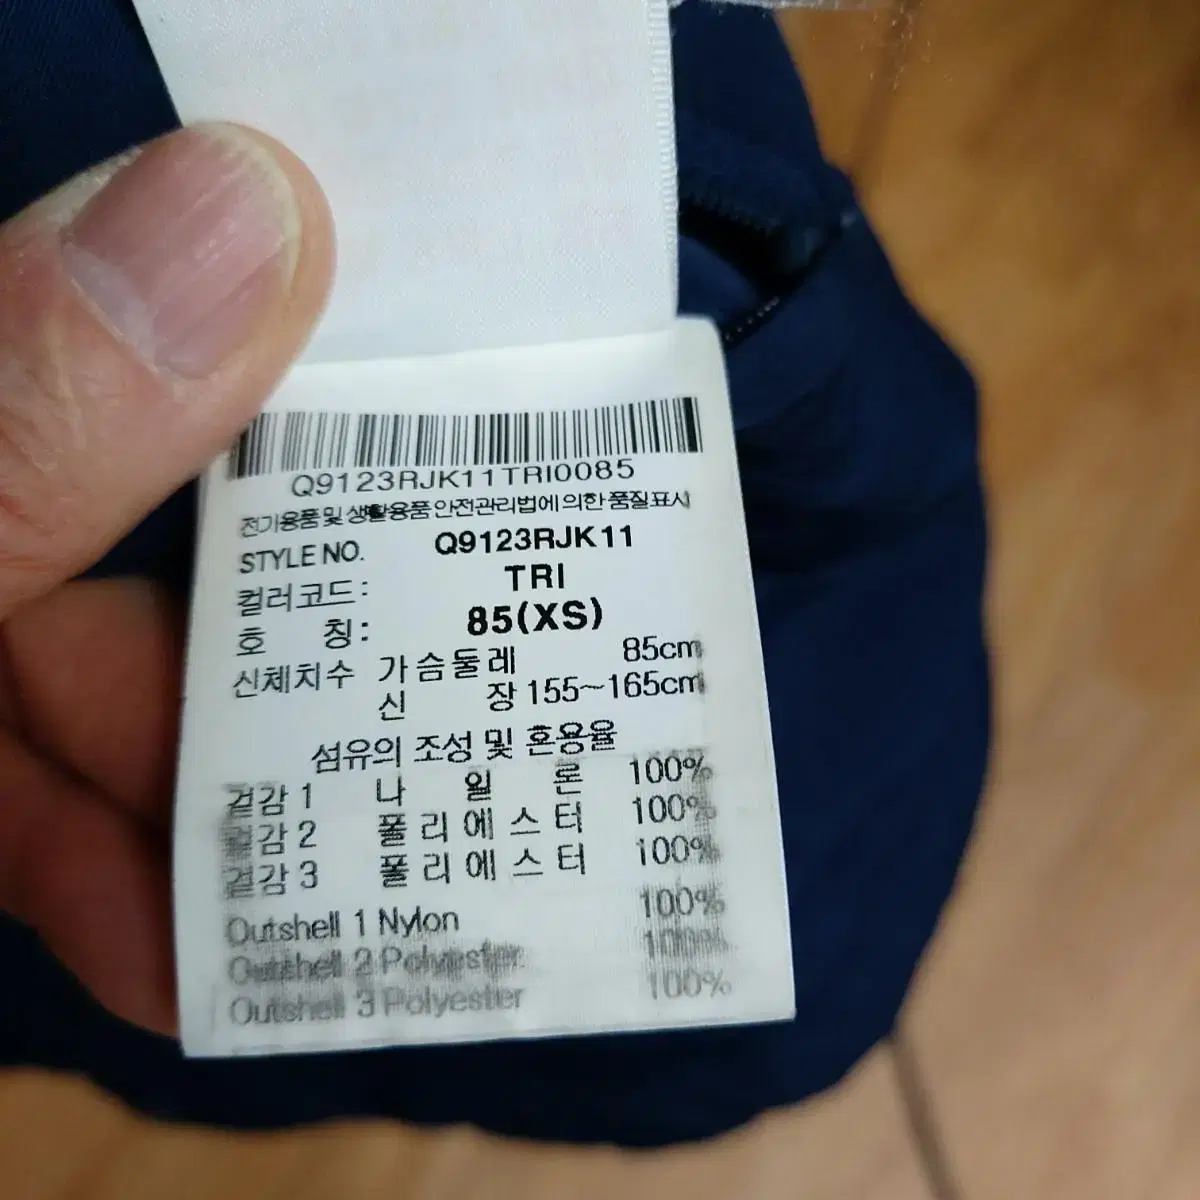 Q9123RJK11TRI0085
전기용품 및 생활용품 안전관리법에 의한 품질표시
STYLE NO. Q9123RJK11
컬러코드: TRI
호 칭: 85(XS)
신체치수 가슴둘레 85cm
신 장 155~165cm
섬유의 조성 및 혼용율
겉감 1 나 일 론 100%
겉감 2 폴리에스터 100%
겉감 3 폴리에스터 100%
Outshell 1 Nylon 100%
Outshell 2 Polyester 100%
Outshell 3 Polyester 100%